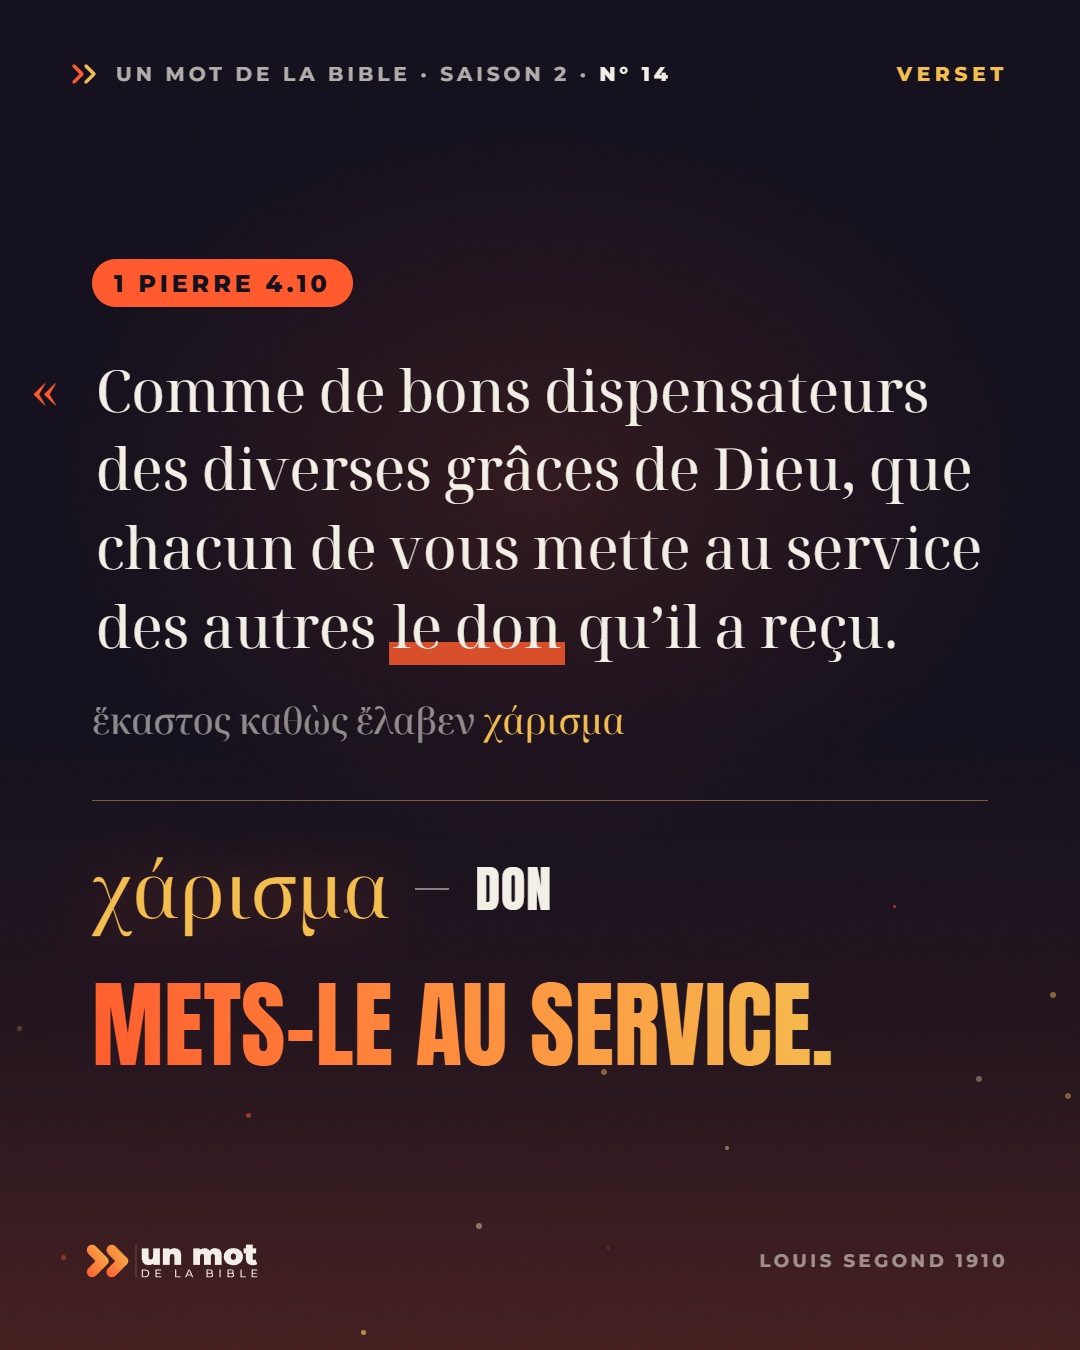 UN MOT DE LA BIBLE · SAISON 2 · N° 14
VERSET
1 PIERRE 4.10
« Comme de bons dispensateurs
des diverses grâces de Dieu, que
chacun de vous mette au service
des autres le don qu’il a reçu.
ἕκαστος καθὼς ἔλαβεν χάρισμα
χάρισμα — DON
METS-LE AU SERVICE.
un mot
DE LA BIBLE
LOUIS SEGOND 1910